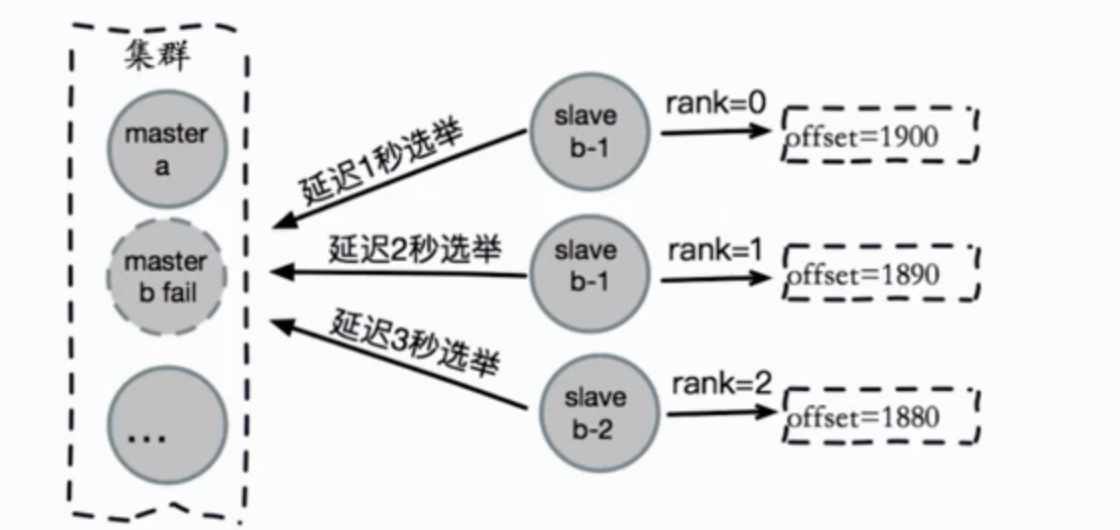 集群
master
a
master
b fail
...
延迟1秒选举
延迟2秒选举
延迟3秒选举
slave
b-1
rank=0
offset=1900
slave
b-1
rank=1
offset=1890
slave
b-2
rank=2
offset=1880